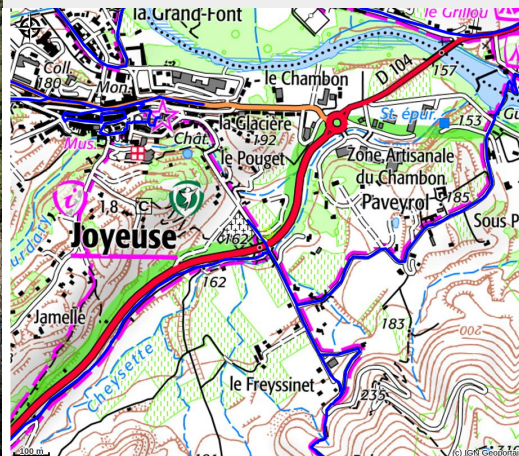 la Grand-Font
le Grillou
Coll.
180
Mon.
le Chambon
D 104
157
la Glacière
192
St. épur.
153
Mus.
Chât.
le Pouget
Zone Artisanale
du Chambon
1.8
C
Paveyrol
185
Joyeuse
162
Sous P
162
Jamelle
183
200
Cheysette
le Freyssinet
235
100 m
(c) IGN Geoportail